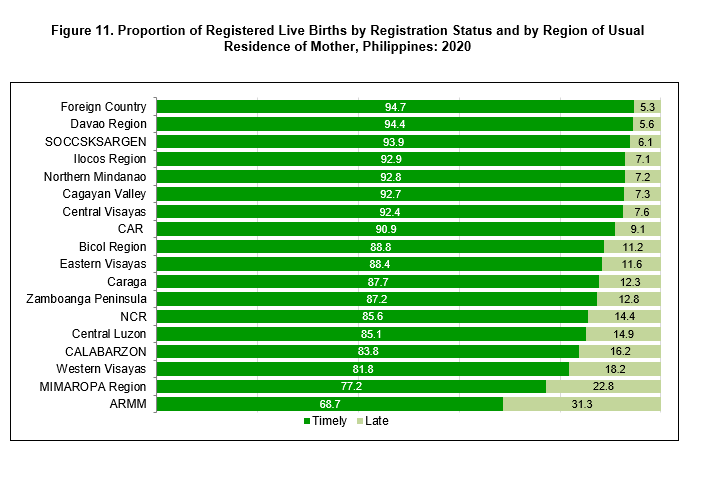 Figure 11. Proportion of Registered Live Births by Registration Status and by Region of Usual
Residence of Mother, Philippines: 2020
Foreign Country 94.7 5.3
Davao Region 94.4 5.6
SOCCSKSARGEN 93.9 6.1
Ilocos Region 92.9 7.1
Northern Mindanao 92.8 7.2
Cagayan Valley 92.7 7.3
Central Visayas 92.4 7.6
CAR 90.9 9.1
Bicol Region 88.8 11.2
Eastern Visayas 88.4 11.6
Caraga 87.7 12.3
Zamboanga Peninsula 87.2 12.8
NCR 85.6 14.4
Central Luzon 85.1 14.9
CALABARZON 83.8 16.2
Western Visayas 81.8 18.2
MIMAROPA Region 77.2 22.8
ARMM 68.7 31.3
Timely Late